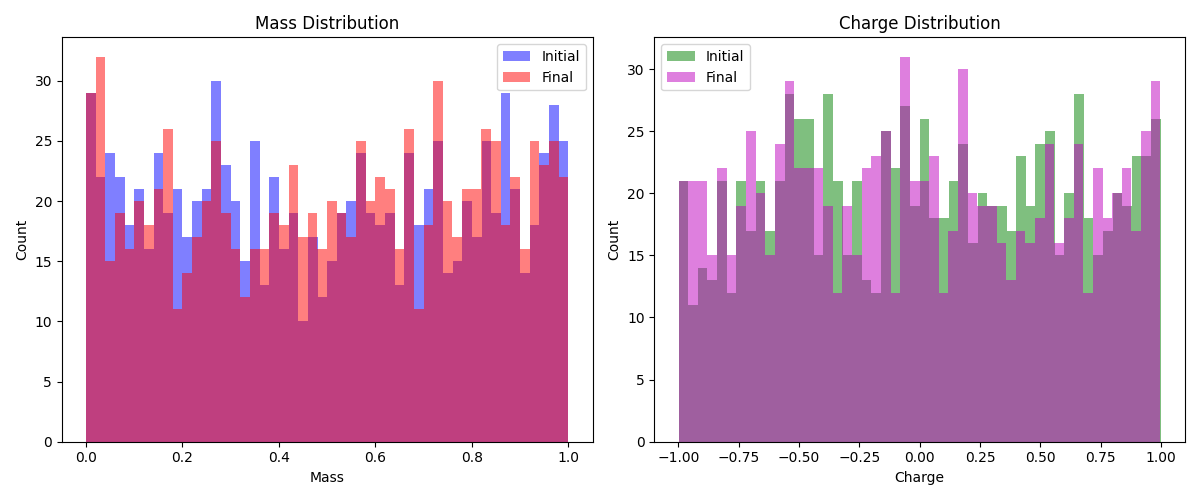 Mass Distribution
Initial
Final
30
25
20
15
10
5
0
Count
0.0 0.2 0.4 0.6 0.8 1.0
Mass
Charge Distribution
Initial
Final
30
25
20
15
10
5
0
Count
−1.00 −0.75 −0.50 −0.25 0.00 0.25 0.50 0.75 1.00
Charge